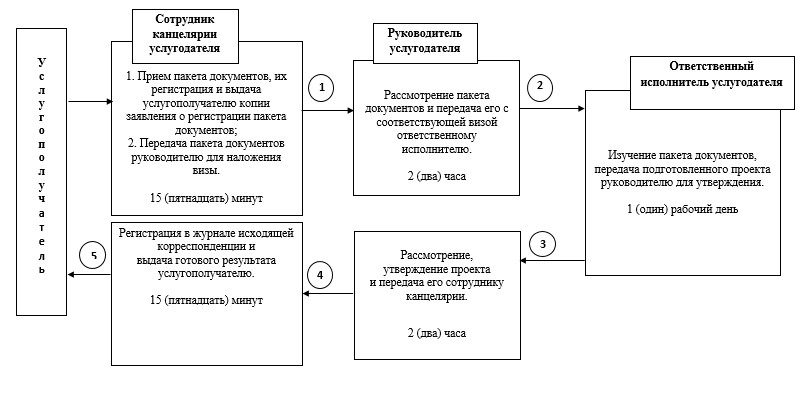 Услугополучатель
Сотрудник
канцелярии
услугодателя
1. Прием пакета документов, их
регистрация и выдача
услугополучателю копии
заявления о регистрации пакета
документов;
2. Передача пакета документов
руководителю для наложения
визы.
15 (пятнадцать) минут
1
Руководитель
услугодателя
Рассмотрение пакета
документов и передача его с
соответствующей визой
ответственному
исполнителю.
2 (два) часа
2
Ответственный
исполнитель услугодателя
Изучение пакета документов,
передача подготовленного проекта
руководителю для утверждения.
1 (один) рабочий день
3
Рассмотрение,
утверждение проекта
и передача его сотруднику
канцелярии.
2 (два) часа
4
Регистрация в журнале исходящей
корреспонденции и
выдача готового результата
услугополучателю.
15 (пятнадцать) минут
5